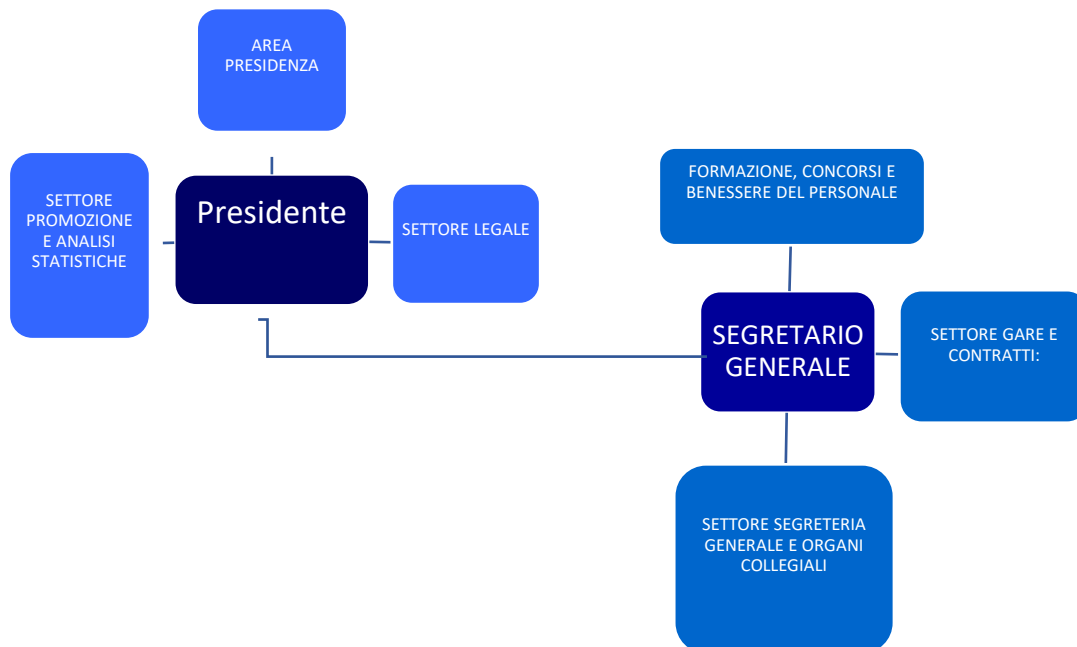 AREA
PRESIDENZA
SETTORE
PROMOZIONE
E ANALISI
STATISTICHE
Presidente
SETTORE LEGALE
FORMAZIONE, CONCORSI E
BENESSERE DEL PERSONALE
SEGRETARIO
GENERALE
SETTORE GARE E
CONTRATTI:
SETTORE SEGRETERIA
GENERALE E ORGANI
COLLEGIALI